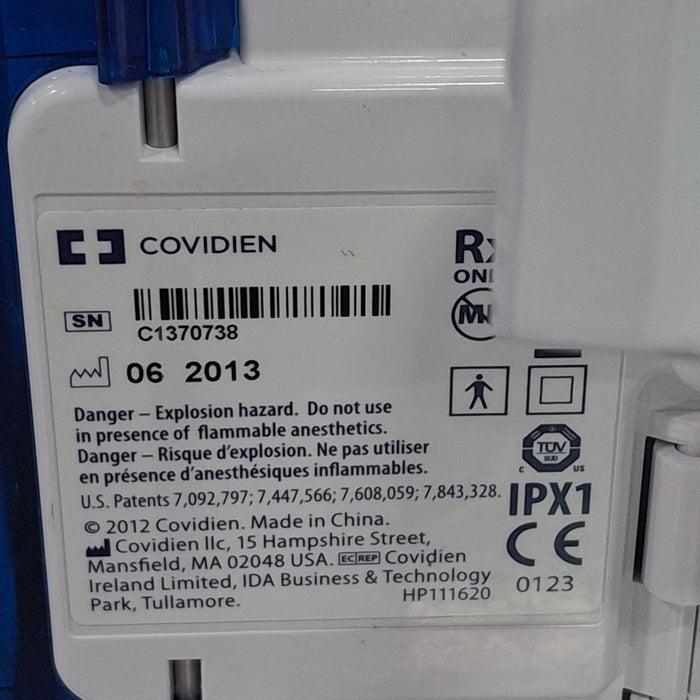 COVIDIEN
SN
C1370738
06 2013
Danger – Explosion hazard. Do not use
in presence of flammable anesthetics.
Danger – Risque d'explosion. Ne pas utiliser
en présence d'anesthésiques inflammables.
U.S. Patents 7,092,797; 7,447,566; 7,608,059; 7,843,328.
© 2012 Covidien. Made in China.
Covidien llc, 15 Hampshire Street,
Mansfield, MA 02048 USA. EC REP Covidien
Ireland Limited, IDA Business & Technology
Park, Tullamore.
HP111620
TÜV
SÜD
C US
IPX1
CE
0123